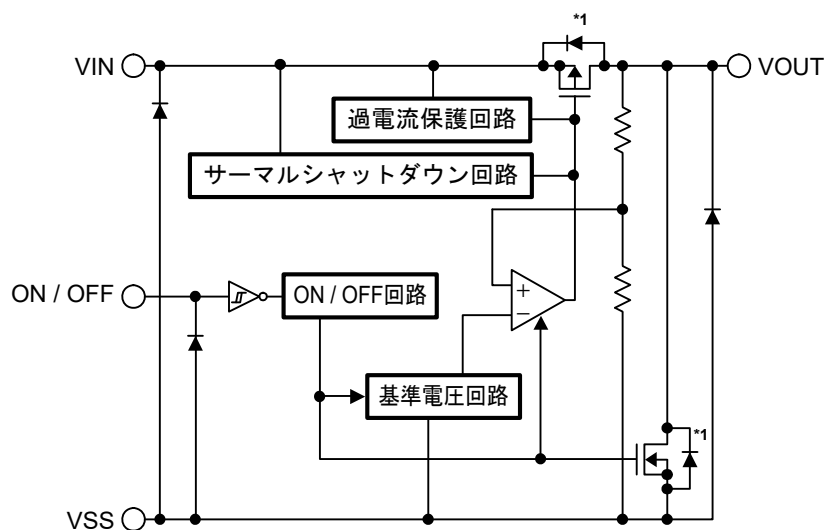 *1
VIN
VOUT
過電流保護回路
サーマルシャットダウン回路
+
ON / OFF
ON / OFF回路
−
基準電圧回路
*1
VSS